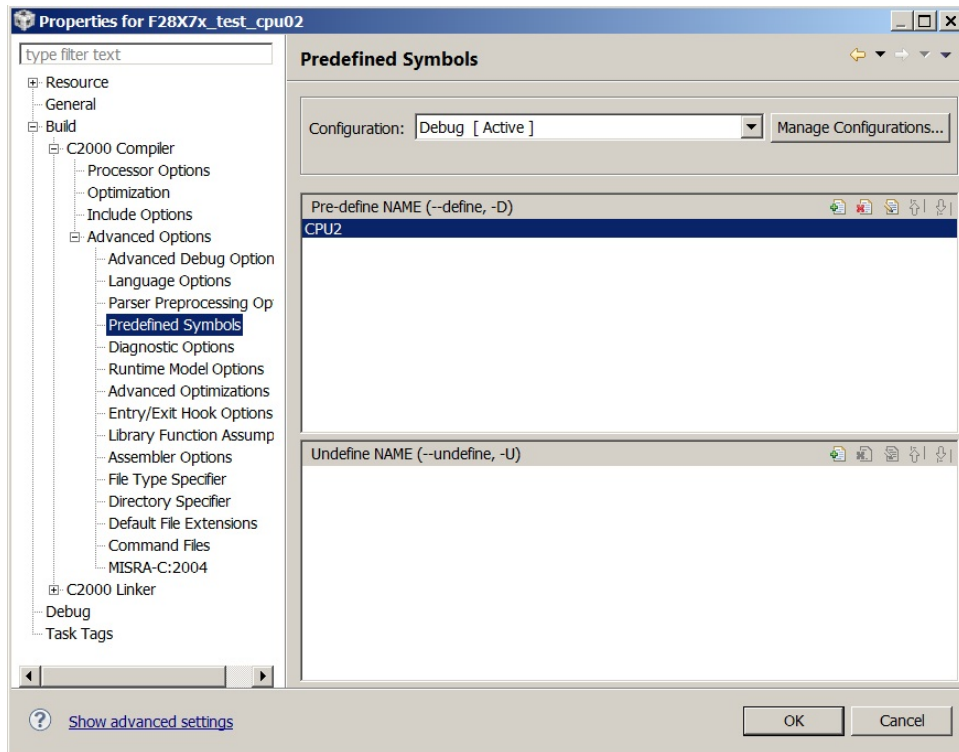 Properties for F28X7x_test_cpu02
type filter text
Resource
General
Build
C2000 Compiler
Processor Options
Optimization
Include Options
Advanced Options
Advanced Debug Option
Language Options
Parser Preprocessing Op
Predefined Symbols
Diagnostic Options
Runtime Model Options
Advanced Optimizations
Entry/Exit Hook Options
Library Function Assump
Assembler Options
File Type Specifier
Directory Specifier
Default File Extensions
Command Files
MISRA-C:2004
C2000 Linker
Debug
Task Tags
Predefined Symbols
Configuration: Debug [ Active ] Manage Configurations...
Pre-define NAME (--define, -D)
CPU2
Undefine NAME (--undefine, -U)
Show advanced settings
OK Cancel